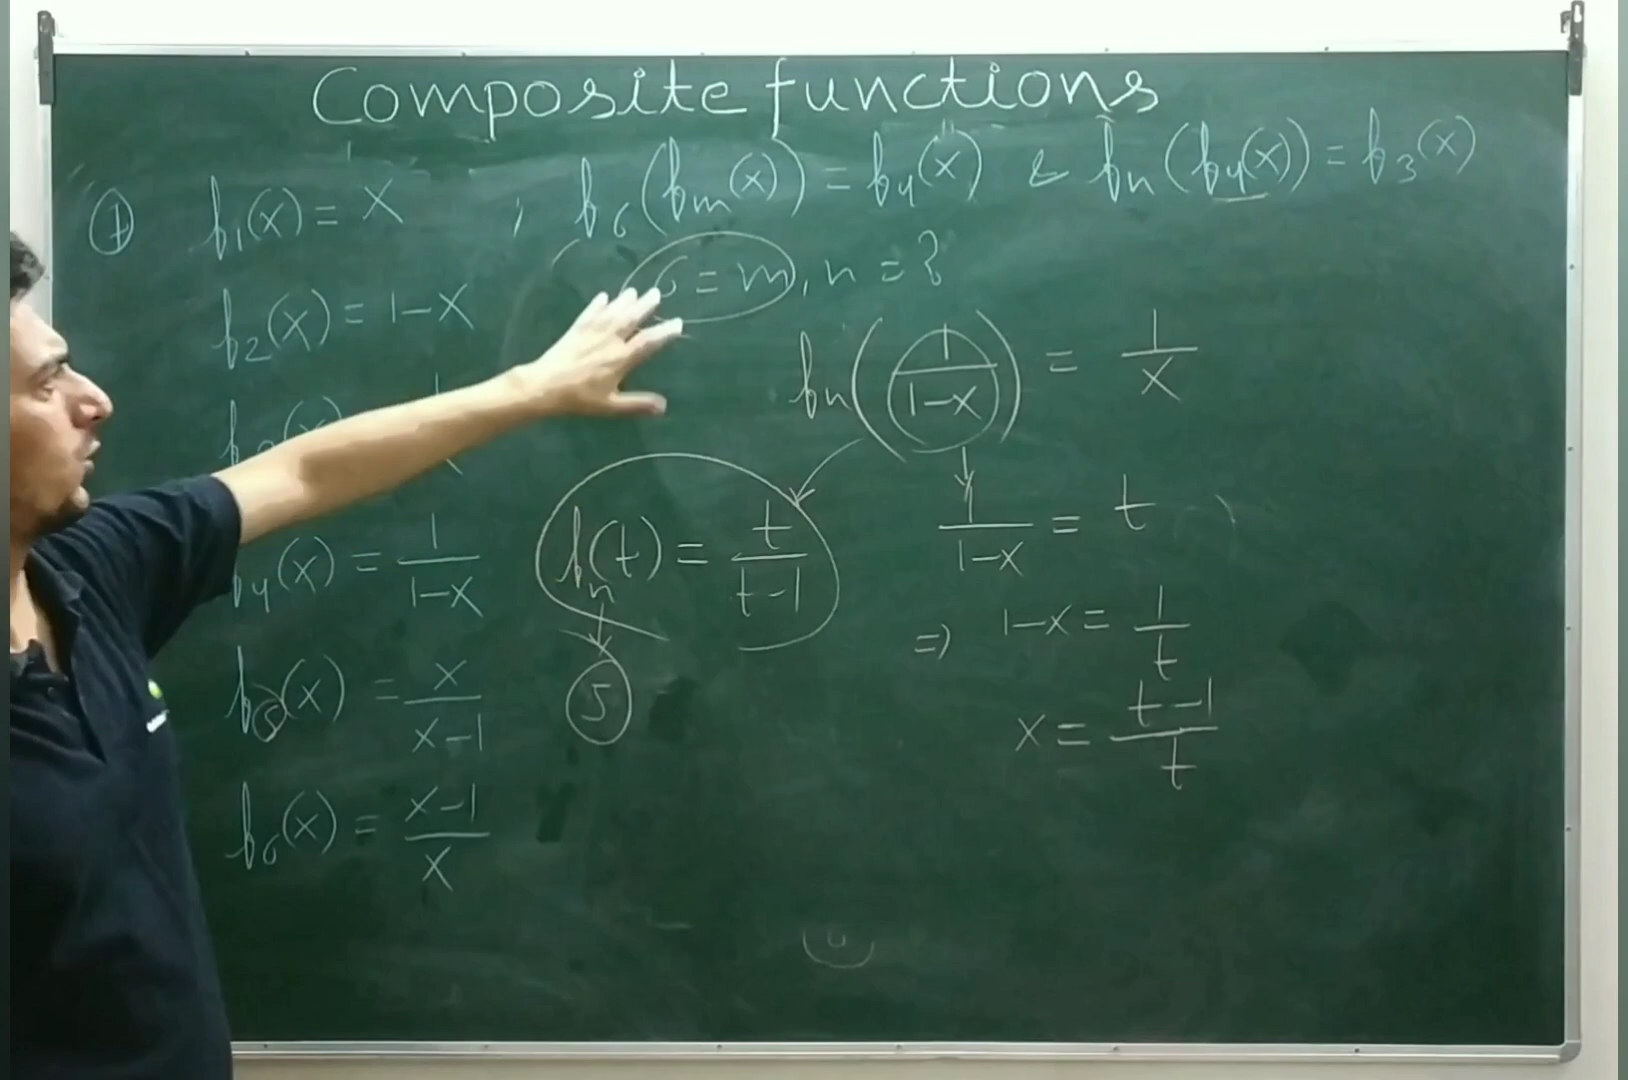 Composite functions
① f₁(x) = x ; f₆(fₘ(x)) = f₄(x) & fₙ(f₄(x)) = f₃(x)
6 = m, n = ?
f₂(x) = 1-x
fₙ(1/(1-x)) = 1/x
f₄(x) = 1/(1-x)
fₙ(t) = t/(t-1)
1/(1-x) = t
=) 1-x = 1/t
f₅(x) = x/(x-1)
5
x = (t-1)/t
f₆(x) = (x-1)/x